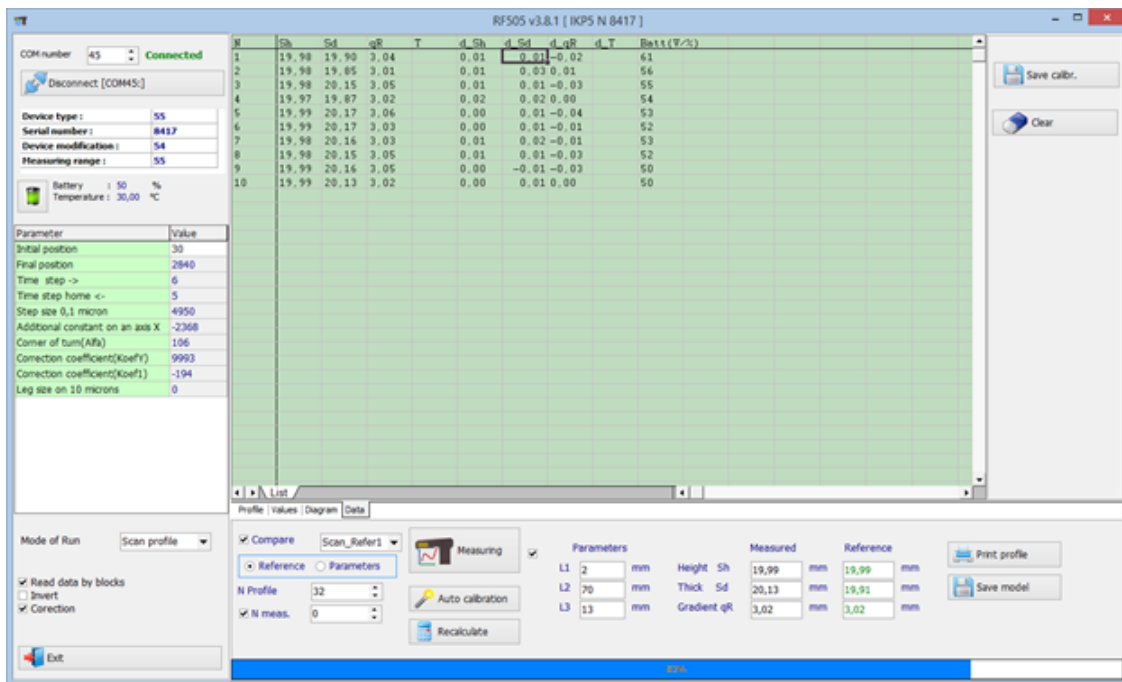 RF505 v3.8.1 [ IKP5 N 8417 ]
COM number 45 Connected
Disconnect [COM45:]
Device type : 55
Serial number : 8417
Device modification : 54
Measuring range : 55
Battery : 50 %
Temperature : 30,00 °C
Parameter Value
Initial position 30
Final position 2840
Time step -> 6
Time step home <- 5
Step size 0,1 micron 4950
Additional constant on an axis X -2368
Corner of turn(Alfa) 106
Correction coefficient(KoefY) 9993
Correction coefficient(Koef1) -194
Leg size on 10 microns 0
Mode of Run Scan profile
Read data by blocks
Invert
Corection
Exit
N Sh Sd qR T d_Sh d_Sd d_qR d_T Batt(V/%)
1 19,98 19,90 3,04 0,01 0,01 -0,02 61
2 19,98 19,85 3,01 0,01 0,03 0,01 56
3 19,98 20,15 3,05 0,01 0,01 -0,03 55
4 19,97 19,87 3,02 0,02 0,02 0,00 54
5 19,99 20,17 3,06 0,00 0,01 -0,04 53
6 19,99 20,17 3,03 0,00 0,01 -0,01 52
7 19,98 20,16 3,03 0,01 0,02 -0,01 53
8 19,98 20,15 3,05 0,01 0,01 -0,03 52
9 19,99 20,16 3,05 0,00 -0,01 -0,03 50
10 19,99 20,13 3,02 0,00 0,01 0,00 50
List
Profile Values Diagram Data
Compare Scan_Refer1
Reference Parameters
N Profile 32
N meas. 0
Measuring
Auto calibration
Recalculate
Parameters Measured Reference
L1 2 mm Height Sh 19,99 mm 19,99 mm
L2 70 mm Thick Sd 20,13 mm 19,91 mm
L3 13 mm Gradient qR 3,02 mm 3,02 mm
Print profile
Save model
Save calbr.
Clear